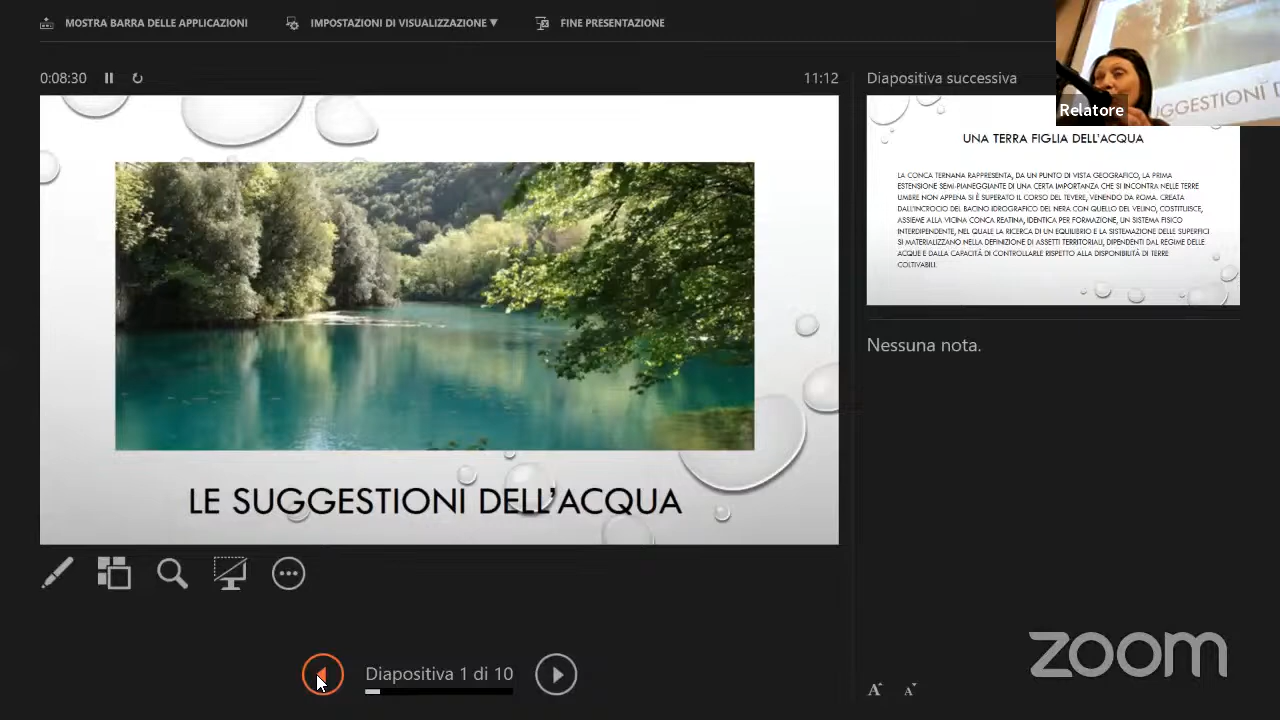 MOSTRA BARRA DELLE APPLICAZIONI
IMPOSTAZIONI DI VISUALIZZAZIONE ▼
FINE PRESENTAZIONE
0:08:30
11:12
Diapositiva successiva
Relatore
UGGESTIONI D
LE SUGGESTIONI DELL'ACQUA
UNA TERRA FIGLIA DELL'ACQUA
LA CONCA TERNANA RAPPRESENTA, DA UN PUNTO DI VISTA GEOGRAFICO, LA PRIMA
ESTENSIONE SEMI-PIANEGGIANTE DI UNA CERTA IMPORTANZA CHE SI INCONTRA NELLE TERRE
UMBRE NON APPENA SI È SUPERATO IL CORSO DEL TEVERE, VENENDO DA ROMA. CREATA
DALL'INCROCIO DEL BACINO IDROGRAFICO DEL NERA CON QUELLO DEL VELINO, COSTITUISCE,
ASSIEME ALLA VICINA CONCA REATINA, IDENTICA PER FORMAZIONE, UN SISTEMA FISICO
INTERDIPENDENTE, NEL QUALE LA RICERCA DI UN EQUILIBRIO E LA SISTEMAZIONE DELLE SUPERFICI
SI MATERIALIZZANO NELLA DEFINIZIONE DI ASSETTI TERRITORIALI, DIPENDENTI DAL REGIME DELLE
ACQUE E DALLA CAPACITÀ DI CONTROLLARLE RISPETTO ALLA DISPONIBILITÀ DI TERRE
COLTIVABILI.
Nessuna nota.
Diapositiva 1 di 10
A A
zoom